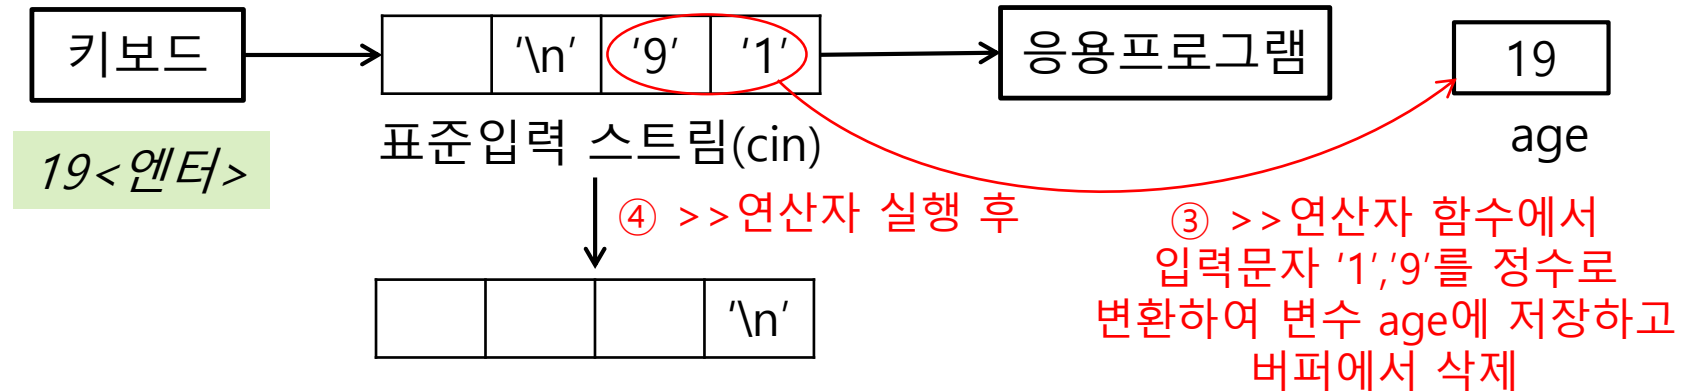 키보드
'\n' '9' '1'
응용프로그램
19
19<엔터>
표준입력 스트림(cin)
age
④ >>연산자 실행 후
③ >>연산자 함수에서
입력문자 '1','9'를 정수로
변환하여 변수 age에 저장하고
버퍼에서 삭제
'\n'